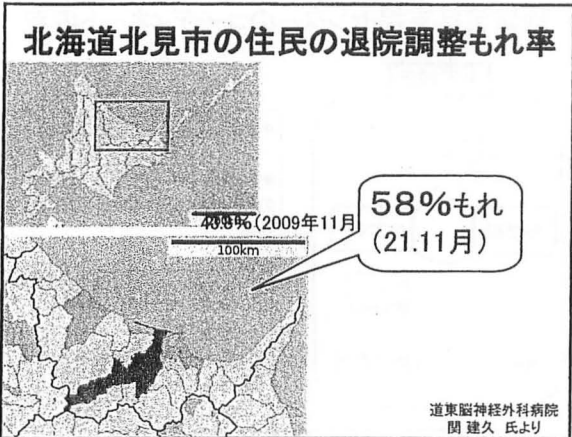 北海道北見市の住民の退院調整もれ率
(2009年11月
58%もれ
(21.11月)
100km
道東脳神経外科病院
関 建久 氏より